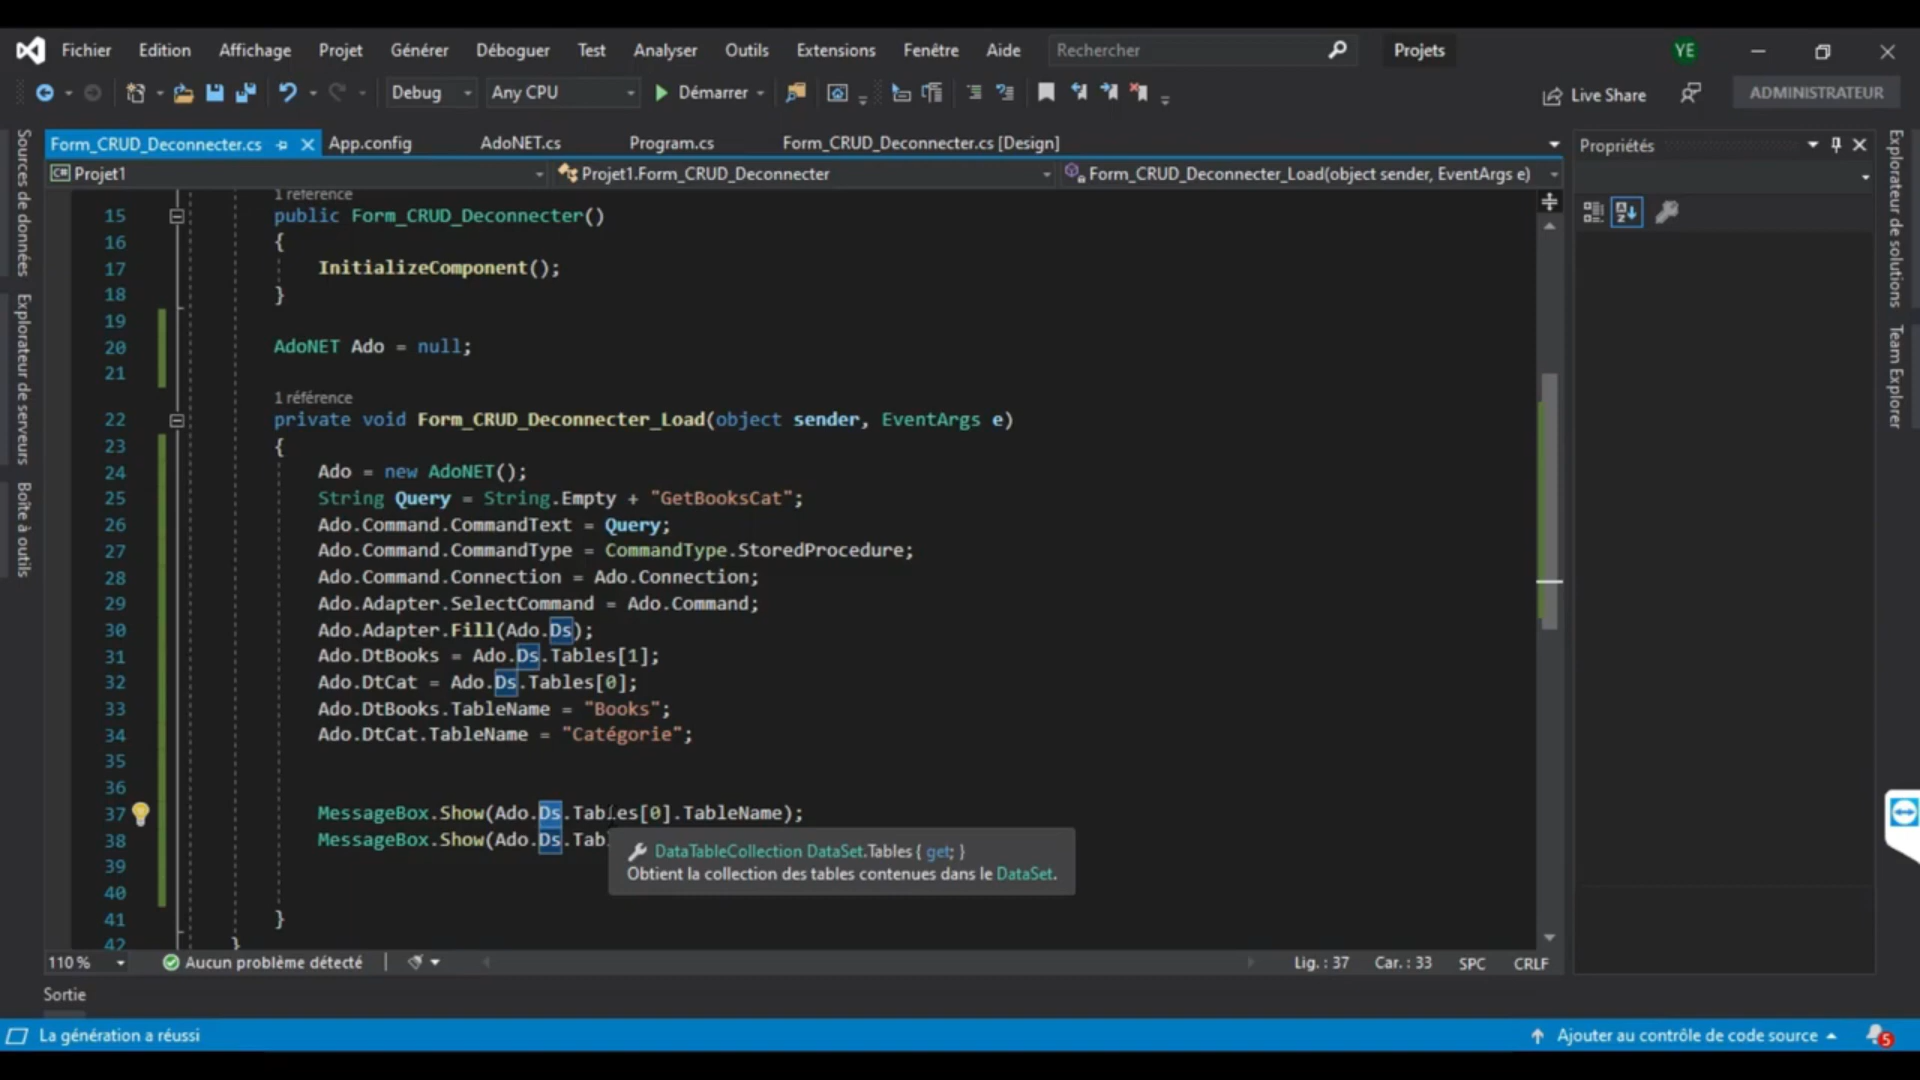 Fichier Edition Affichage Projet Générer Déboguer Test Analyser Outils Extensions Fenêtre Aide Rechercher Projets YE
Debug Any CPU Démarrer Live Share ADMINISTRATEUR
Form_CRUD_Deconnecter.cs App.config AdoNET.cs Program.cs Form_CRUD_Deconnecter.cs [Design]
Projet1 Projet1.Form_CRUD_Deconnecter Form_CRUD_Deconnecter_Load(object sender, EventArgs e)
Sources de données
Explorateur de serveurs
Boîte à outils
1 référence
15 public Form_CRUD_Deconnecter()
16 {
17 InitializeComponent();
18 }
19
20 AdoNET Ado = null;
21
1 référence
22 private void Form_CRUD_Deconnecter_Load(object sender, EventArgs e)
23 {
24 Ado = new AdoNET();
25 String Query = String.Empty + "GetBooksCat";
26 Ado.Command.CommandText = Query;
27 Ado.Command.CommandType = CommandType.StoredProcedure;
28 Ado.Command.Connection = Ado.Connection;
29 Ado.Adapter.SelectCommand = Ado.Command;
30 Ado.Adapter.Fill(Ado.Ds);
31 Ado.DtBooks = Ado.Ds.Tables[1];
32 Ado.DtCat = Ado.Ds.Tables[0];
33 Ado.DtBooks.TableName = "Books";
34 Ado.DtCat.TableName = "Catégorie";
35
36
37 MessageBox.Show(Ado.Ds.Tables[0].TableName);
38 MessageBox.Show(Ado.Ds.Tab
DataTableCollection DataSet.Tables { get; }
Obtient la collection des tables contenues dans le DataSet.
39
40
41 }
42 }
110 % Aucun problème détecté Lig. : 37 Car. : 33 SPC CRLF
Propriétés
Explorateur de solutions
Team Explorer
Sortie
La génération a réussi Ajouter au contrôle de code source 5